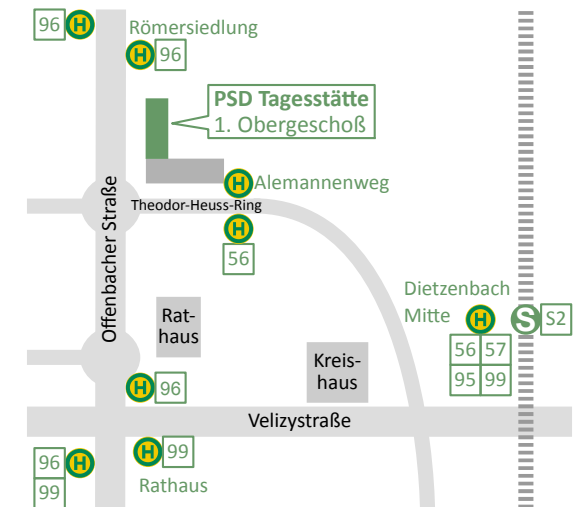 96 H
Römersiedlung
H 96
PSD Tagesstätte
1. Obergeschoß
H Alemannenweg
Theodor-Heuss-Ring
H
56
Offenbacher Straße
Rat-
haus
Kreis-
haus
Dietzenbach
Mitte H S S2
56 57
95 99
H 96
Velizystraße
H 99
Rathaus
96 H
99